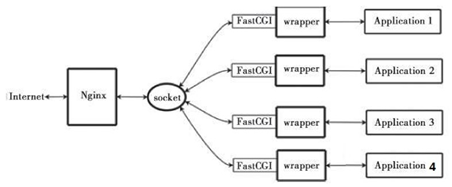 FastCGI wrapper Application 1
FastCGI wrapper Application 2
Internet Nginx socket
FastCGI wrapper Application 3
FastCGI wrapper Application 4